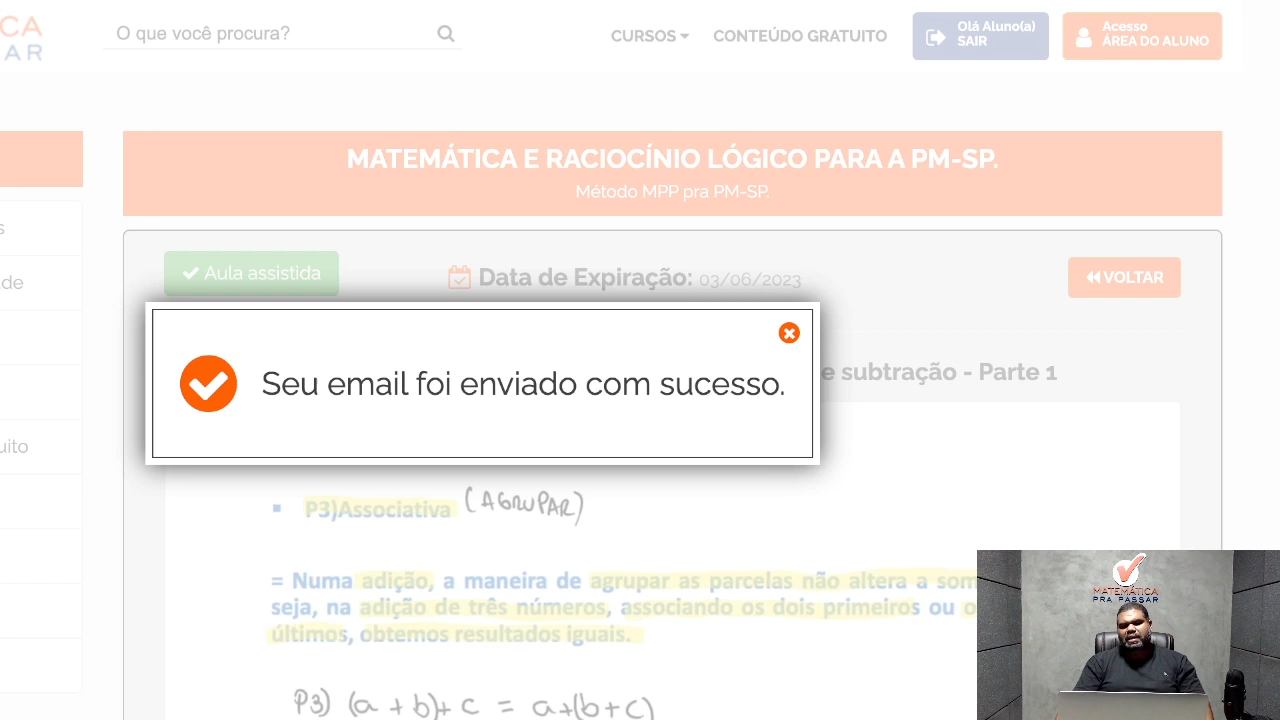 CA
AR
O que você procura?
CURSOS
CONTEÚDO GRATUITO
Olá Aluno(a)
SAIR
Acesso
ÁREA DO ALUNO
MATEMÁTICA E RACIOCÍNIO LÓGICO PARA A PM-SP.
Método MPP pra PM-SP.
s
de
uito
Aula assistida
Data de Expiração: 03/06/2023
VOLTAR
Seu email foi enviado com sucesso.
e subtração - Parte 1
P3)Associativa (AGRUPAR)
= Numa adição, a maneira de agrupar as parcelas não altera a som
seja, na adição de três números, associando os dois primeiros ou o
últimos, obtemos resultados iguais.
P3) (a + b)+ c = a+(b+c)
MATEMÁTICA
PRA PASSAR